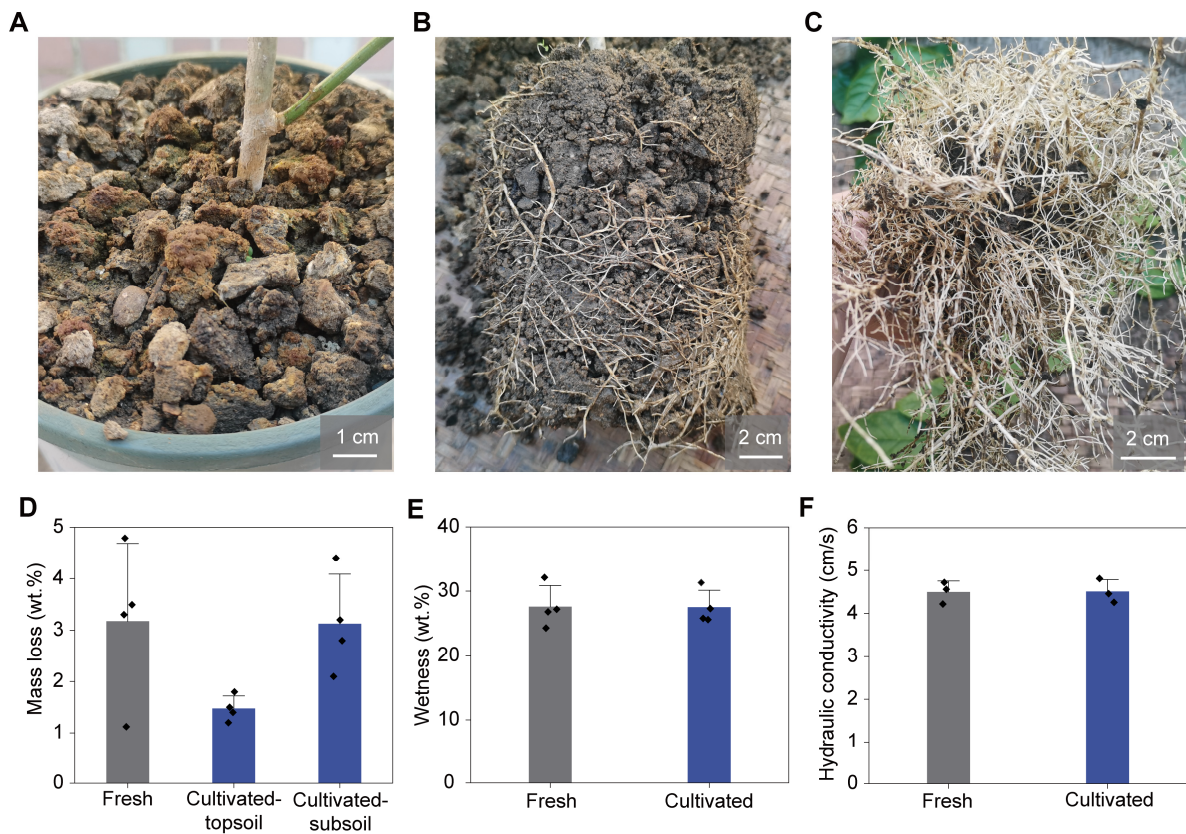 A
B
C
1 cm
2 cm
2 cm
D
Mass loss (wt.%)
5
4
3
2
1
0
Fresh
Cultivated-
topsoil
Cultivated-
subsoil
E
Wetness (wt.%)
40
30
20
10
0
Fresh
Cultivated
F
Hydraulic conductivity (cm/s)
6
5
4
3
2
1
0
Fresh
Cultivated